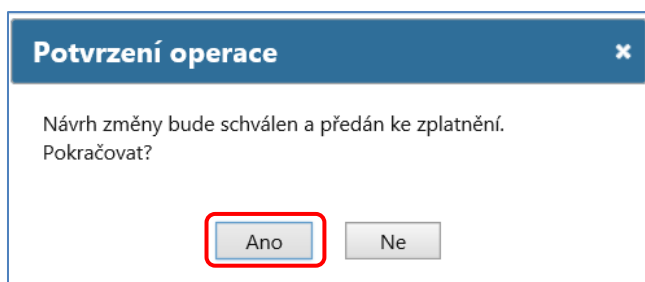 Potvrzení operace
Návrh změny bude schválen a předán ke zplatnění.
Pokračovat?
Ano Ne